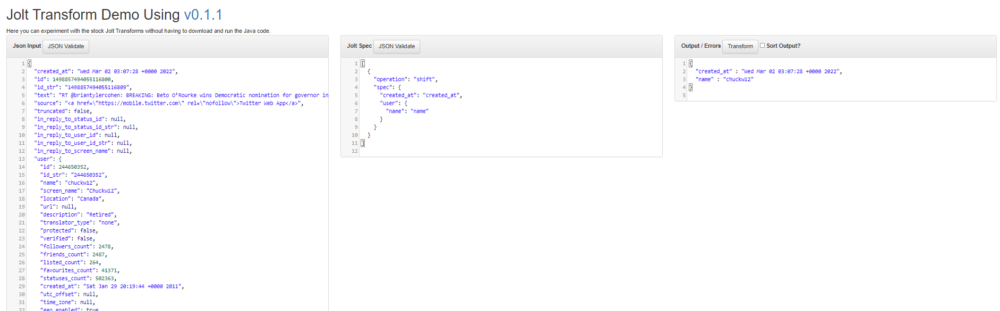 Jolt Transform Demo Using v0.1.1
Here you can experiment with the stock Jolt Transforms without having to download and run the Java code.
Json Input JSON Validate
1 {
2 "created_at": "Wed Mar 02 03:07:28 +0000 2022",
3 "id": 1498857494055116800,
4 "id_str": "1498857494055116809",
5 "text": "RT @briantylercohen: BREAKING: Beto O’Rourke wins Democratic nomination for governor in
6 "source": "<a href=\"https://mobile.twitter.com\" rel=\"nofollow\">Twitter Web App</a>",
7 "truncated": false,
8 "in_reply_to_status_id": null,
9 "in_reply_to_status_id_str": null,
10 "in_reply_to_user_id": null,
11 "in_reply_to_user_id_str": null,
12 "in_reply_to_screen_name": null,
13 "user": {
14 "id": 244650352,
15 "id_str": "244650352",
16 "name": "chuckw12",
17 "screen_name": "Chuckw12",
18 "location": "Canada",
19 "url": null,
20 "description": "Retired",
21 "translator_type": "none",
22 "protected": false,
23 "verified": false,
24 "followers_count": 2478,
25 "friends_count": 2487,
26 "listed_count": 264,
27 "favourites_count": 41371,
28 "statuses_count": 502363,
29 "created_at": "Sat Jan 29 20:19:44 +0000 2011",
30 "utc_offset": null,
31 "time_zone": null,
32 "geo_enabled": true
Jolt Spec JSON Validate
1 [
2 {
3 "operation": "shift",
4 "spec": {
5 "created_at": "created_at",
6 "user": {
7 "name": "name"
8 }
9 }
10 }
11 ]
12
Output / Errors Transform Sort Output?
1 {
2 "created_at" : "Wed Mar 02 03:07:28 +0000 2022",
3 "name" : "chuckw12"
4 }
5